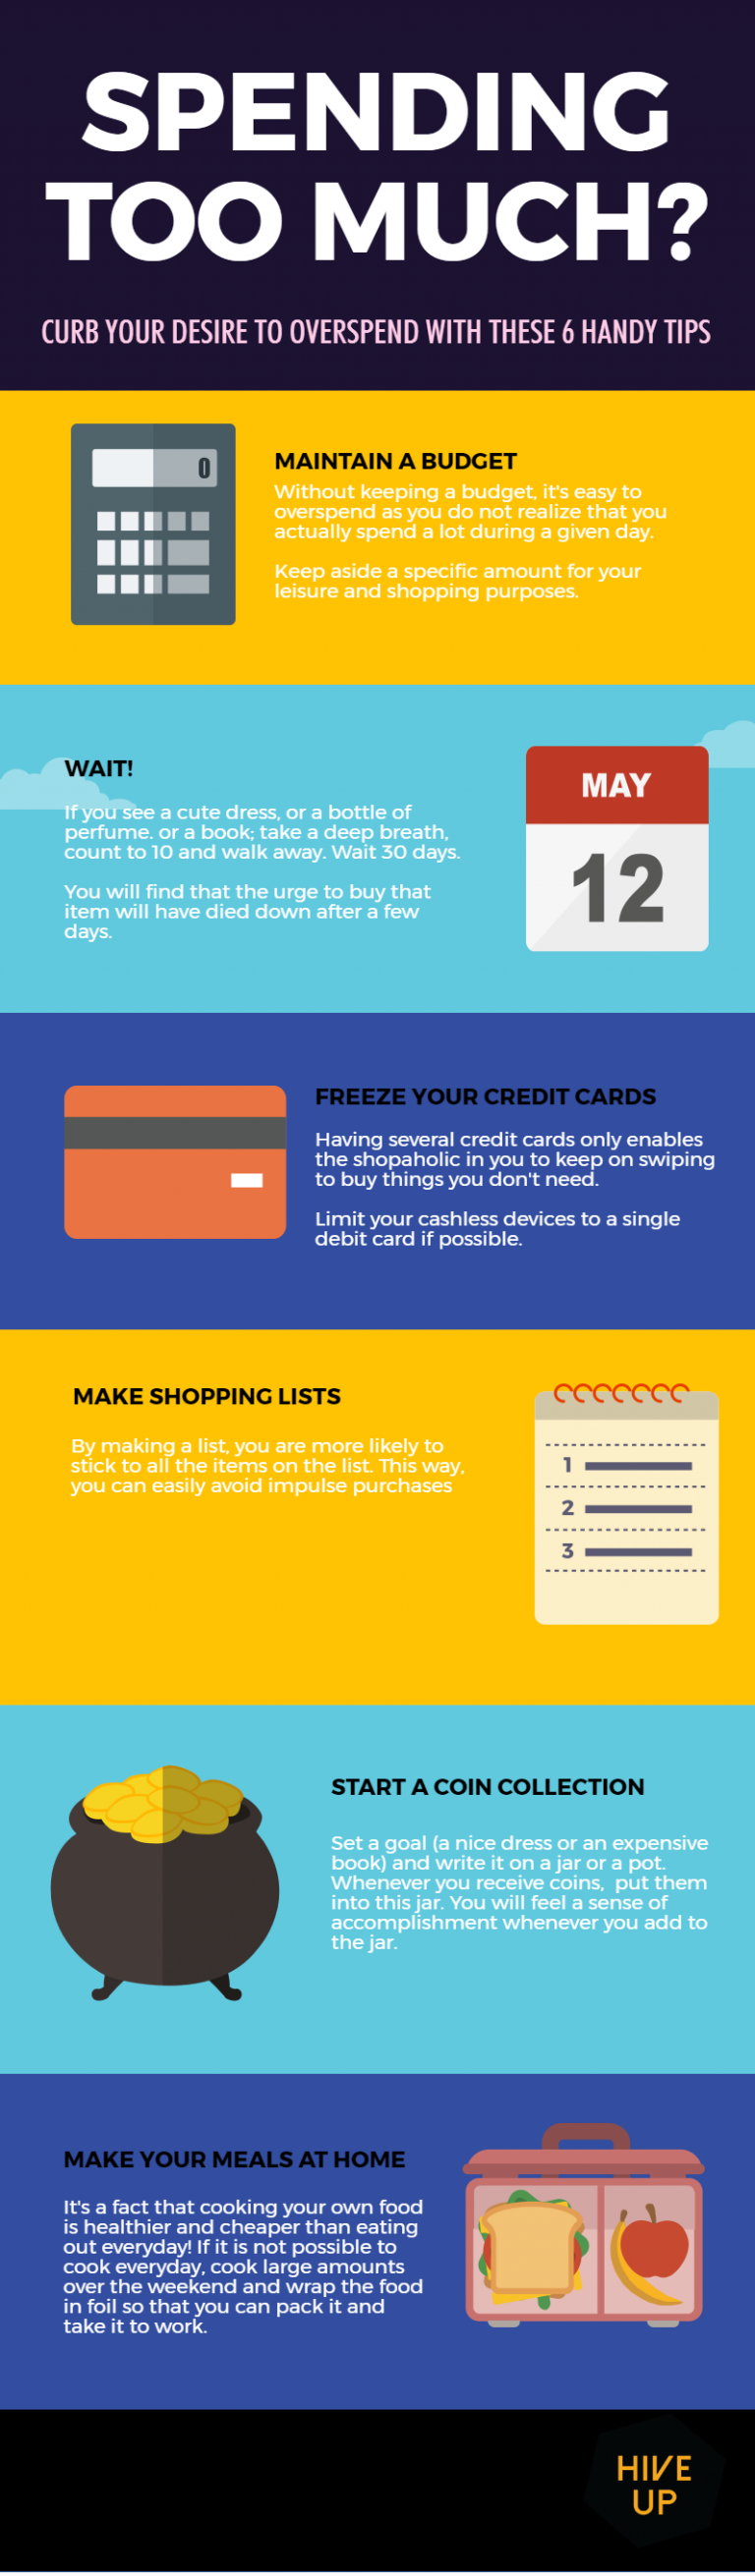 SPENDING
TOO MUCH?
CURB YOUR DESIRE TO OVERSPEND WITH THESE 6 HANDY TIPS
0
MAINTAIN A BUDGET
Without keeping a budget, it's easy to
overspend as you do not realize that you
actually spend a lot during a given day.
Keep aside a specific amount for your
leisure and shopping purposes.
WAIT!
If you see a cute dress, or a bottle of
perfume. or a book; take a deep breath,
count to 10 and walk away. Wait 30 days.
You will find that the urge to buy that
item will have died down after a few
days.
MAY
12
FREEZE YOUR CREDIT CARDS
Having several credit cards only enables
the shopaholic in you to keep on swiping
to buy things you don't need.
Limit your cashless devices to a single
debit card if possible.
MAKE SHOPPING LISTS
By making a list, you are more likely to
stick to all the items on the list. This way,
you can easily avoid impulse purchases
1
2
3
START A COIN COLLECTION
Set a goal (a nice dress or an expensive
book) and write it on a jar or a pot.
Whenever you receive coins, put them
into this jar. You will feel a sense of
accomplishment whenever you add to
the jar.
MAKE YOUR MEALS AT HOME
It's a fact that cooking your own food
is healthier and cheaper than eating
out everyday! If it is not possible to
cook everyday, cook large amounts
over the weekend and wrap the food
in foil so that you can pack it and
take it to work.
HIVE
UP